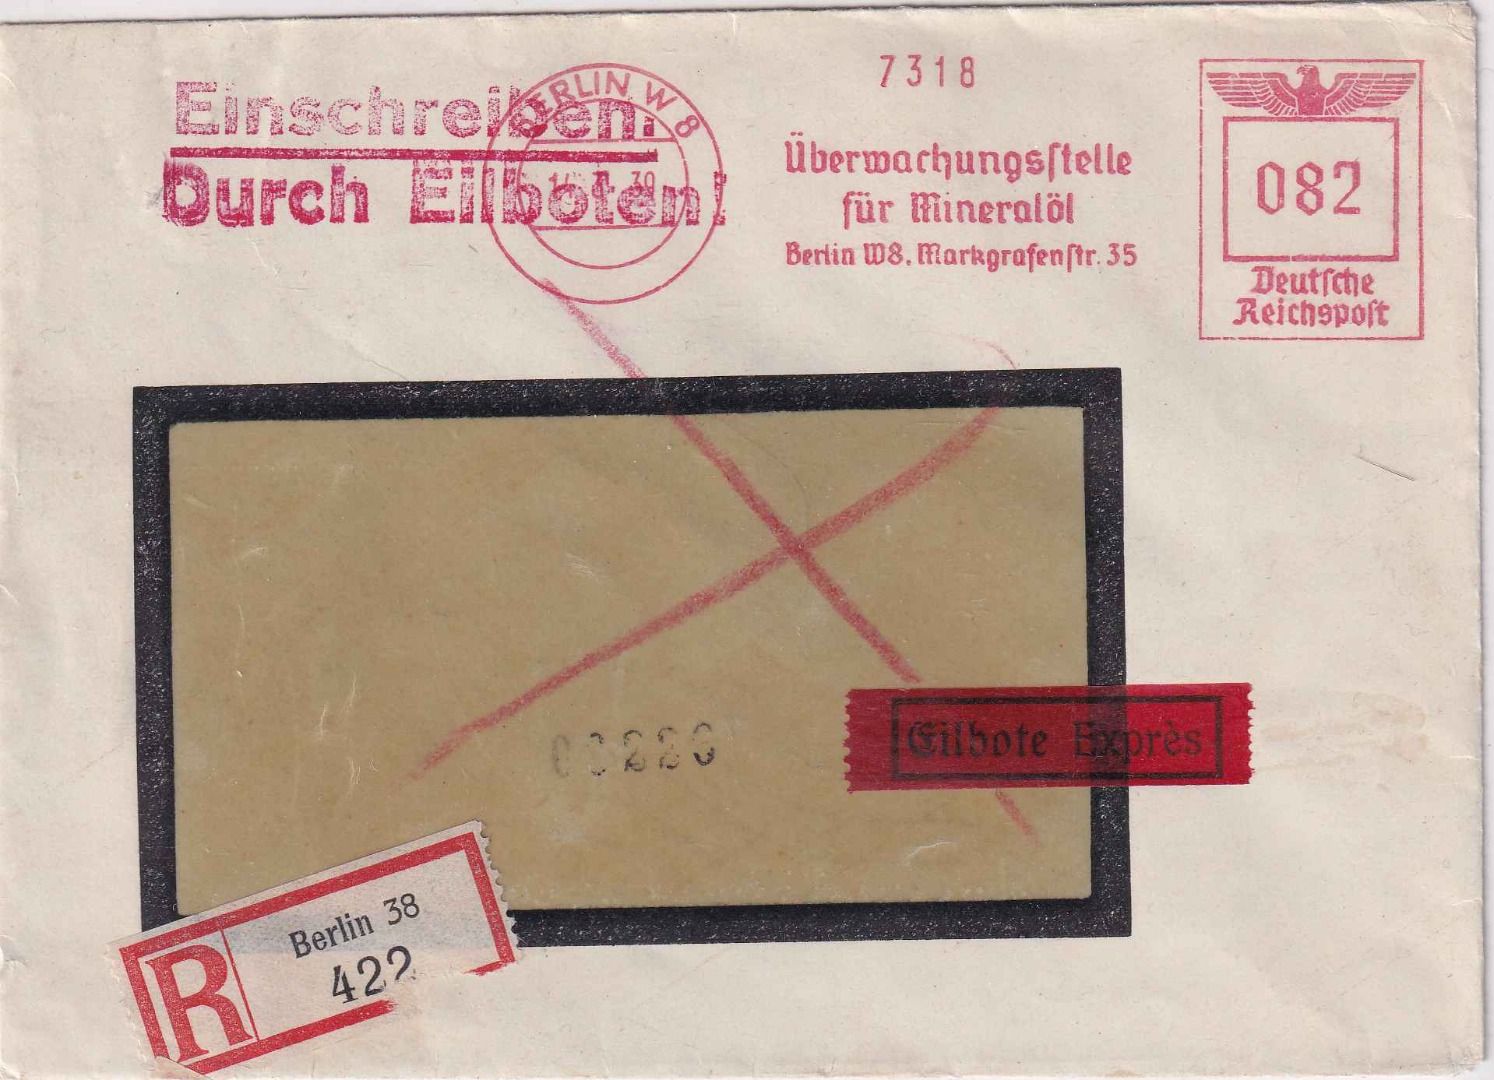 Einschreiben.
Durch Eilboten!
BERLIN W 8
7318
Überwachungsstelle
für Mineralöl
Berlin W8, Markgrafenstr. 35
082
Deutsche
Reichspost
Eilbote Exprès
R
Berlin 38
422